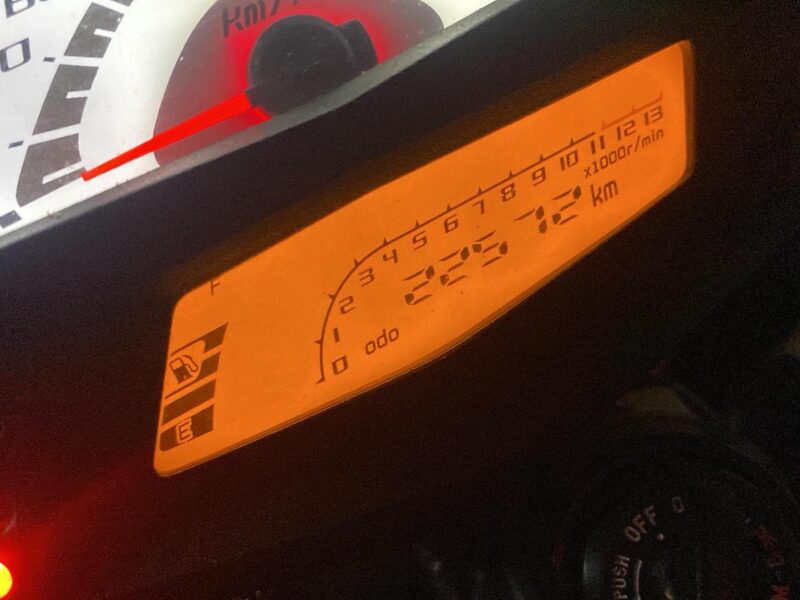 km/
0
F
0 1 2 3 4 5 6 7 8 9 10 11 12 13
x1000r/min
odo 22572 km
E
PUSH OFF